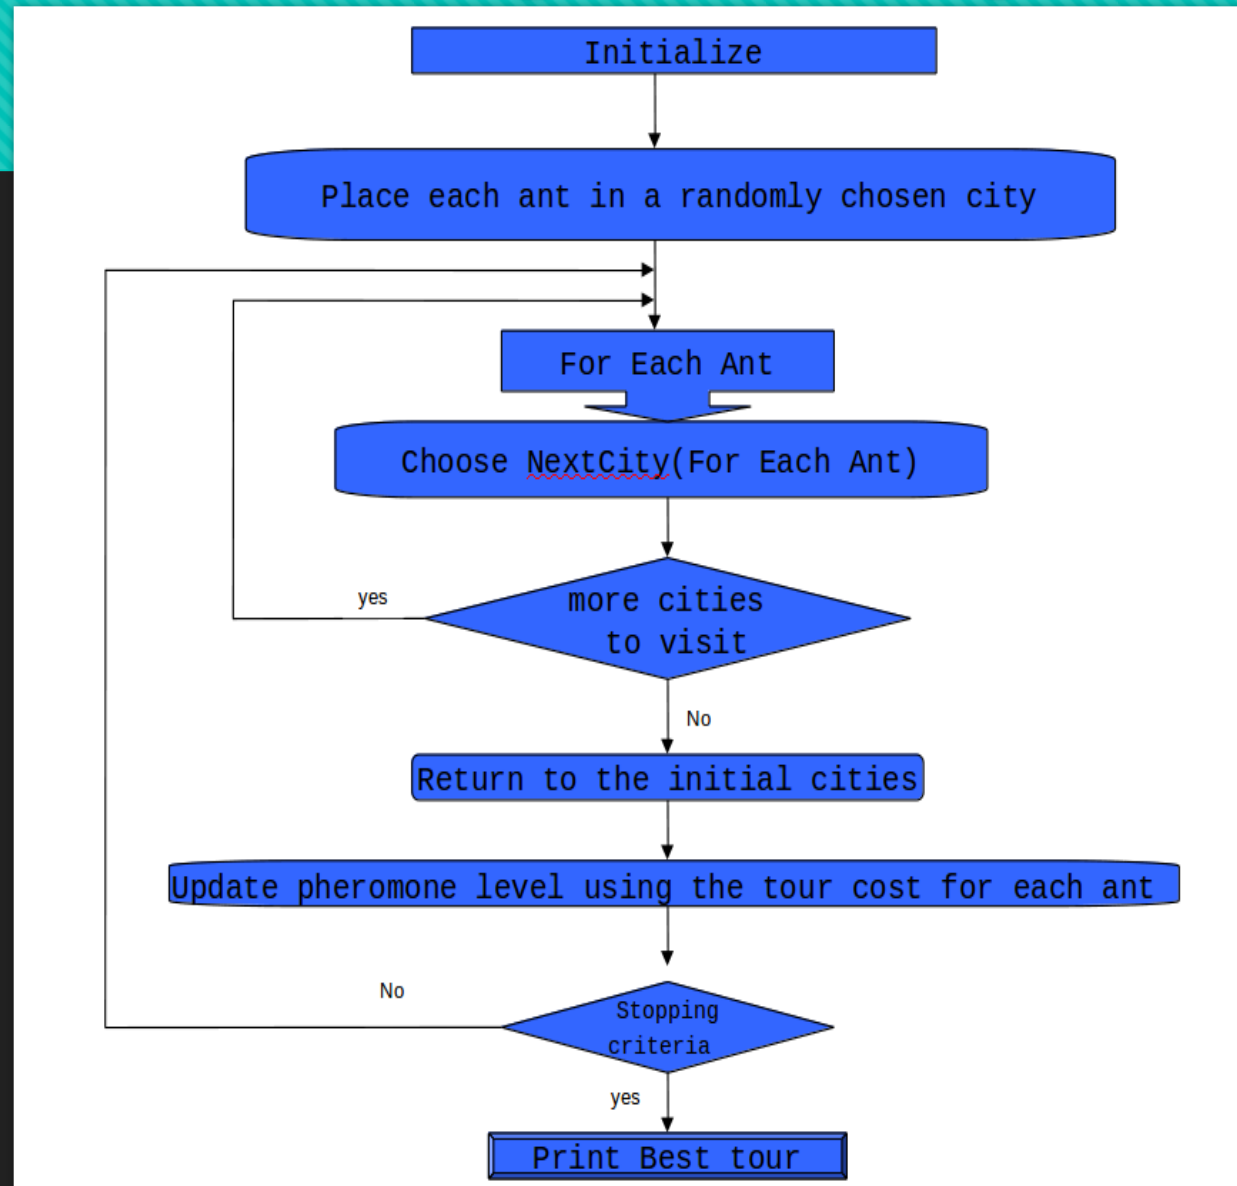 Initialize
Place each ant in a randomly chosen city
For Each Ant
Choose NextCity(For Each Ant)
yes
more cities
to visit
No
Return to the initial cities
Update pheromone level using the tour cost for each ant
No
Stopping
criteria
yes
Print Best tour